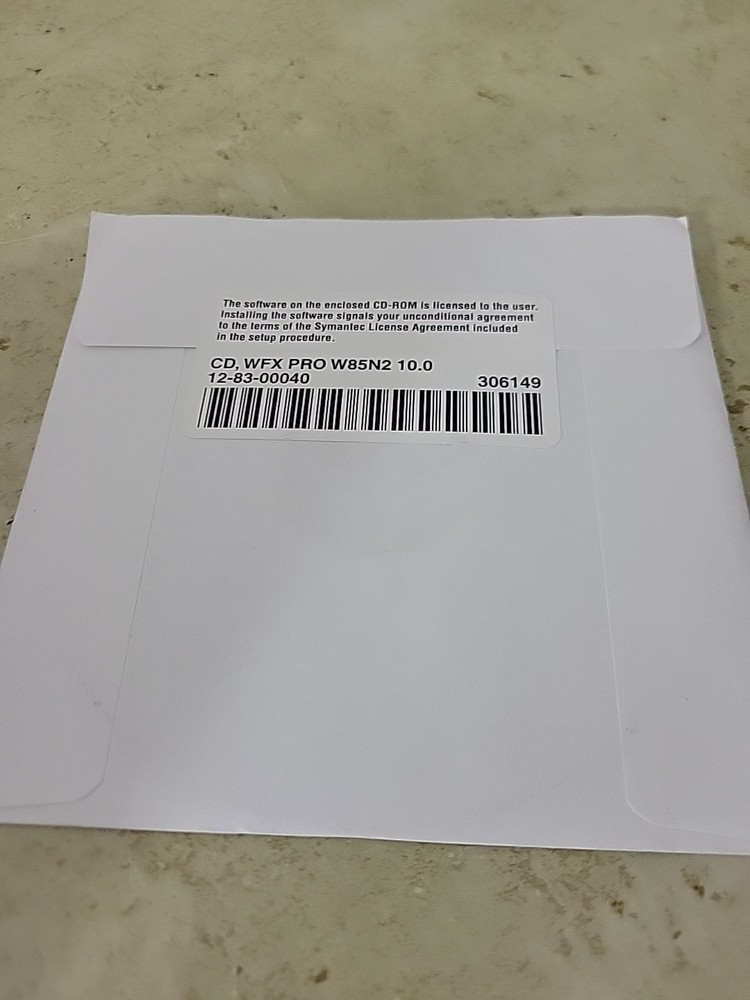 The software on the enclosed CD-ROM is licensed to the user.
Installing the software signals your unconditional agreement
to the terms of the Symantec License Agreement included
in the setup procedure.
CD, WFX PRO W85N2 10.0
12-83-00040 306149